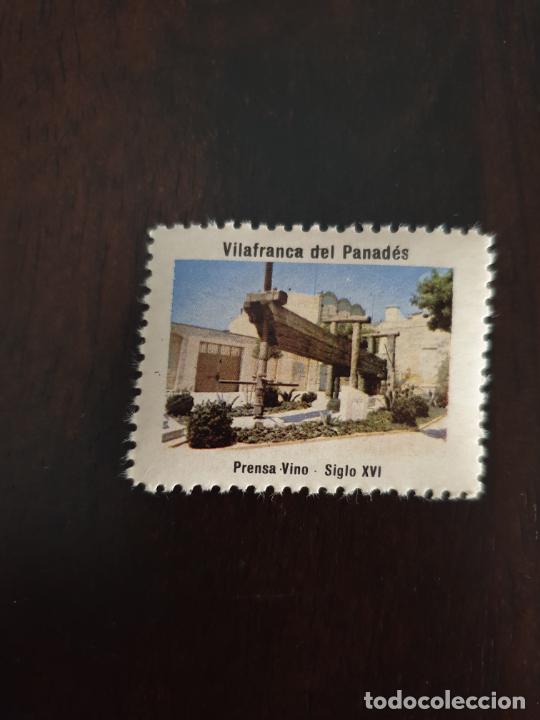 Vilafranca del Panadés
Prensa Vino · Siglo XVI
todocoleccion